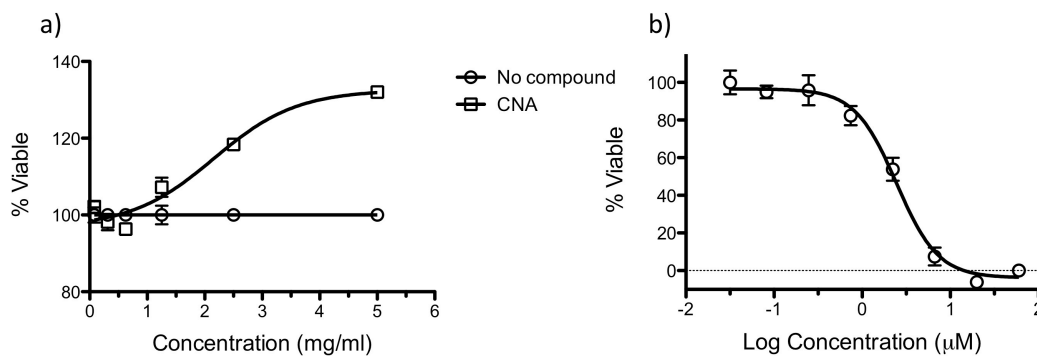 a)
140
120
100
80
% Viable
0 1 2 3 4 5 6
Concentration (mg/ml)
No compound
CNA
b)
100
80
60
40
20
0
% Viable
-2 -1 0 1 2
Log Concentration (µM)